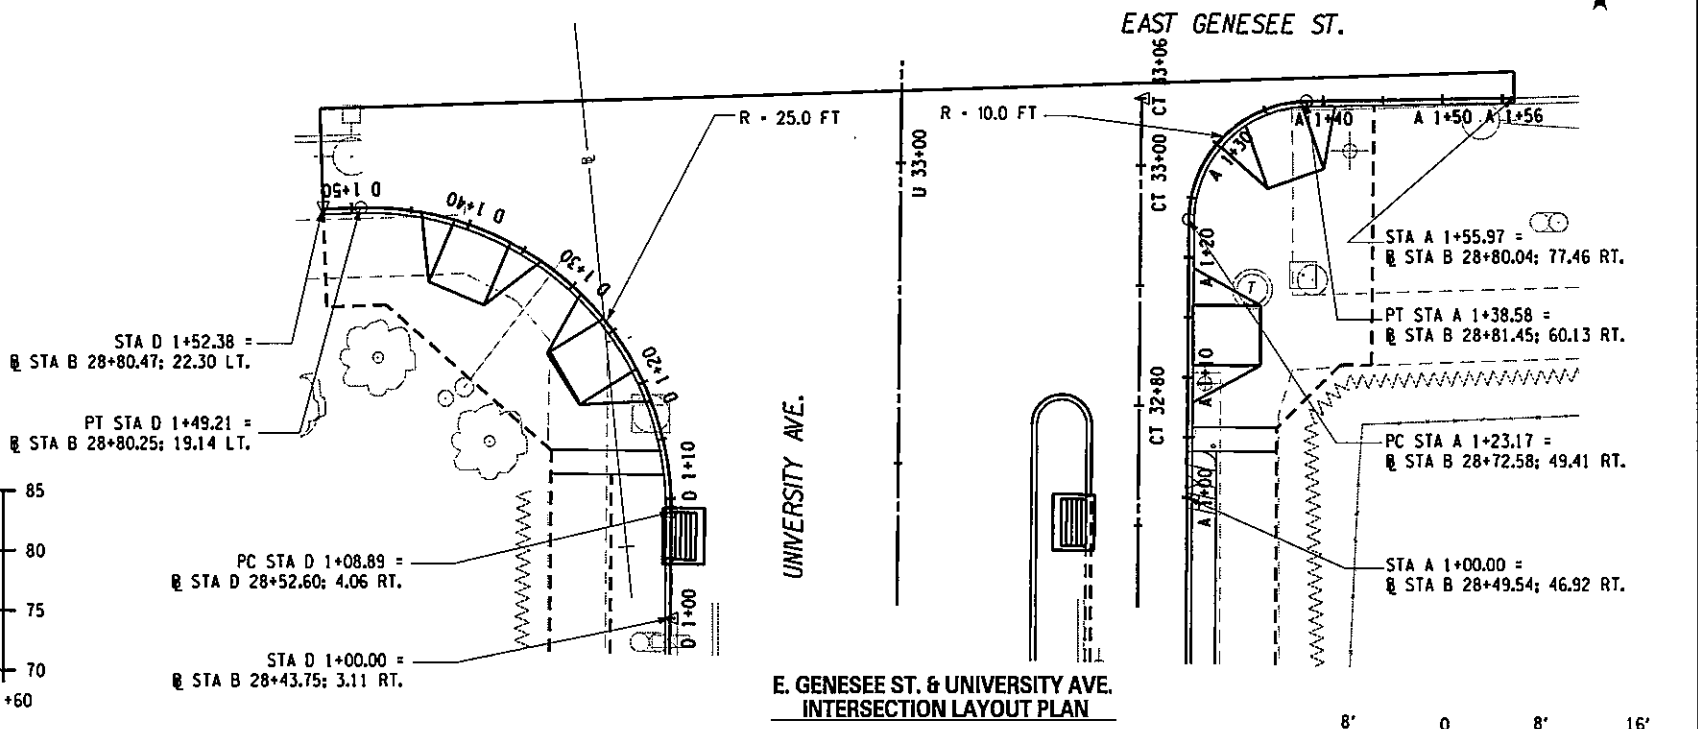 EAST GENESEE ST.
R - 25.0 FT
R - 10.0 FT
CT 33+06
CT 33+00
U 33+00
CT 32+80
A 1+40
A 1+50
A 1+56
A 1+30
A 1+20
A 1+10
A 1+00
T
D 1+50
D 1+40
D 1+30
D 1+20
D 1+10
D 1+00
STA A 1+55.97 =
℄ STA B 28+80.04; 77.46 RT.
PT STA A 1+38.58 =
℄ STA B 28+81.45; 60.13 RT.
PC STA A 1+23.17 =
℄ STA B 28+72.58; 49.41 RT.
STA A 1+00.00 =
℄ STA B 28+49.54; 46.92 RT.
STA D 1+52.38 =
℄ STA B 28+80.47; 22.30 LT.
PT STA D 1+49.21 =
℄ STA B 28+80.25; 19.14 LT.
PC STA D 1+08.89 =
℄ STA D 28+52.60; 4.06 RT.
STA D 1+00.00 =
℄ STA B 28+43.75; 3.11 RT.
UNIVERSITY AVE.
85
80
75
70
+60
E. GENESEE ST. & UNIVERSITY AVE.
INTERSECTION LAYOUT PLAN
8' 0 8' 16'